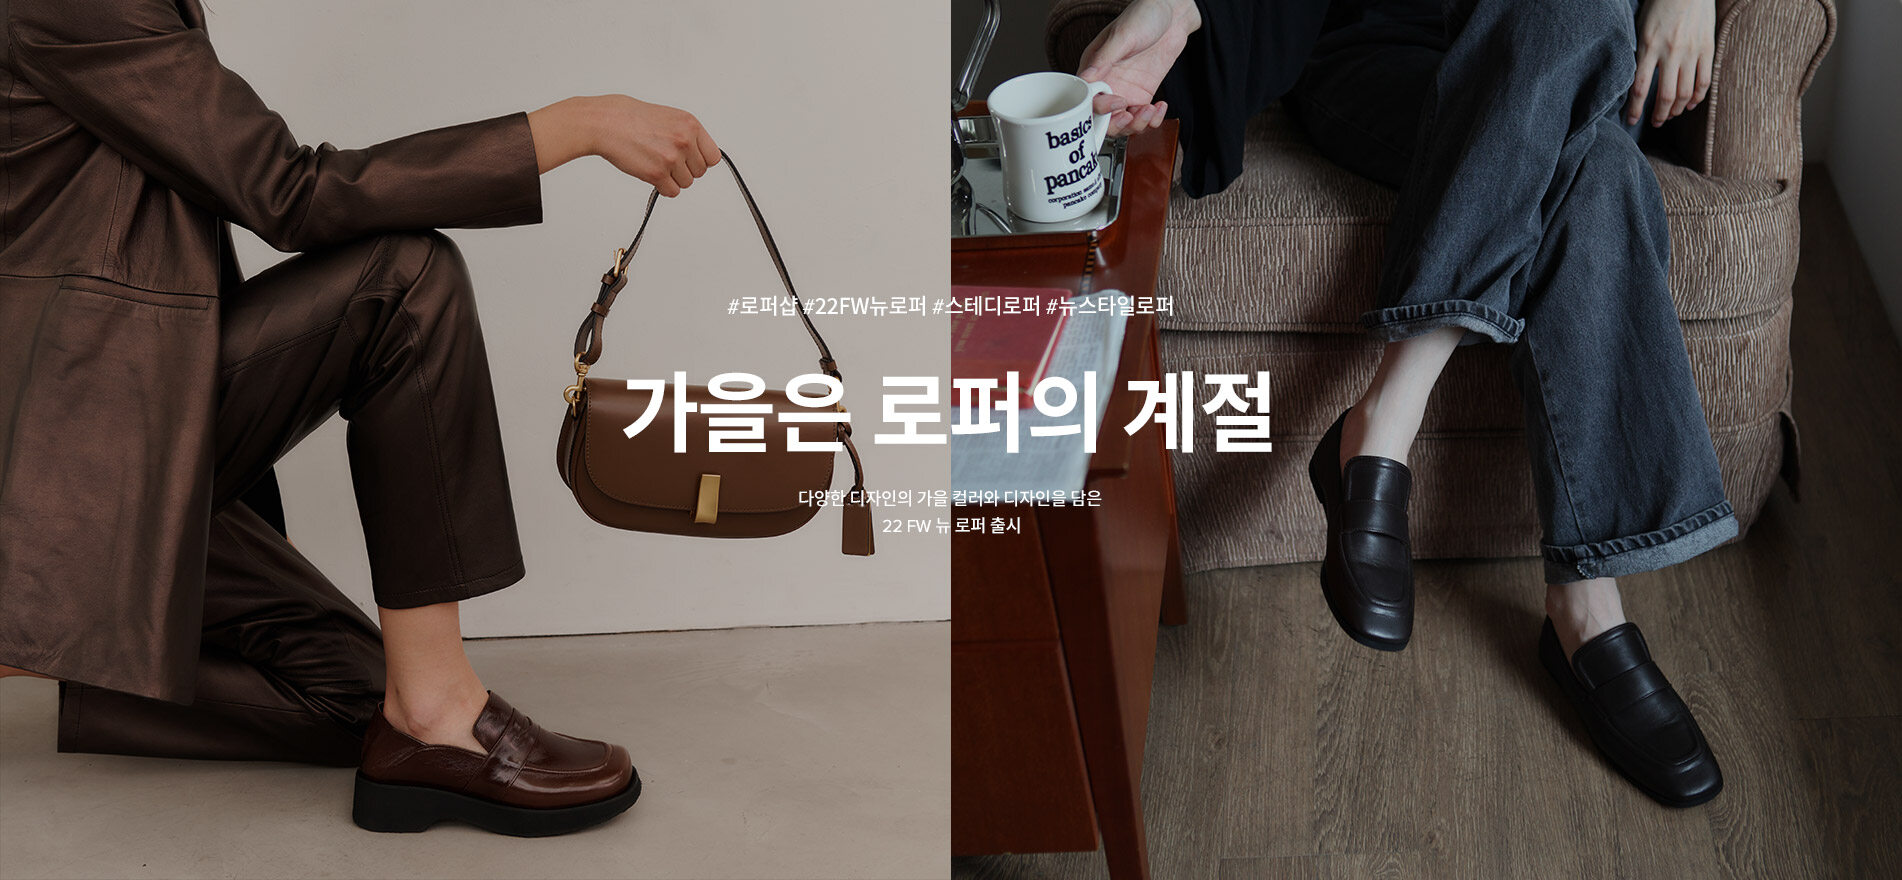 #로퍼샵 #22FW뉴로퍼 #스테디로퍼 #뉴스타일로퍼
가을은 로퍼의 계절
다양한 디자인의 가을 컬러와 디자인을 담은
22 FW 뉴 로퍼 출시
basics
of
pancake